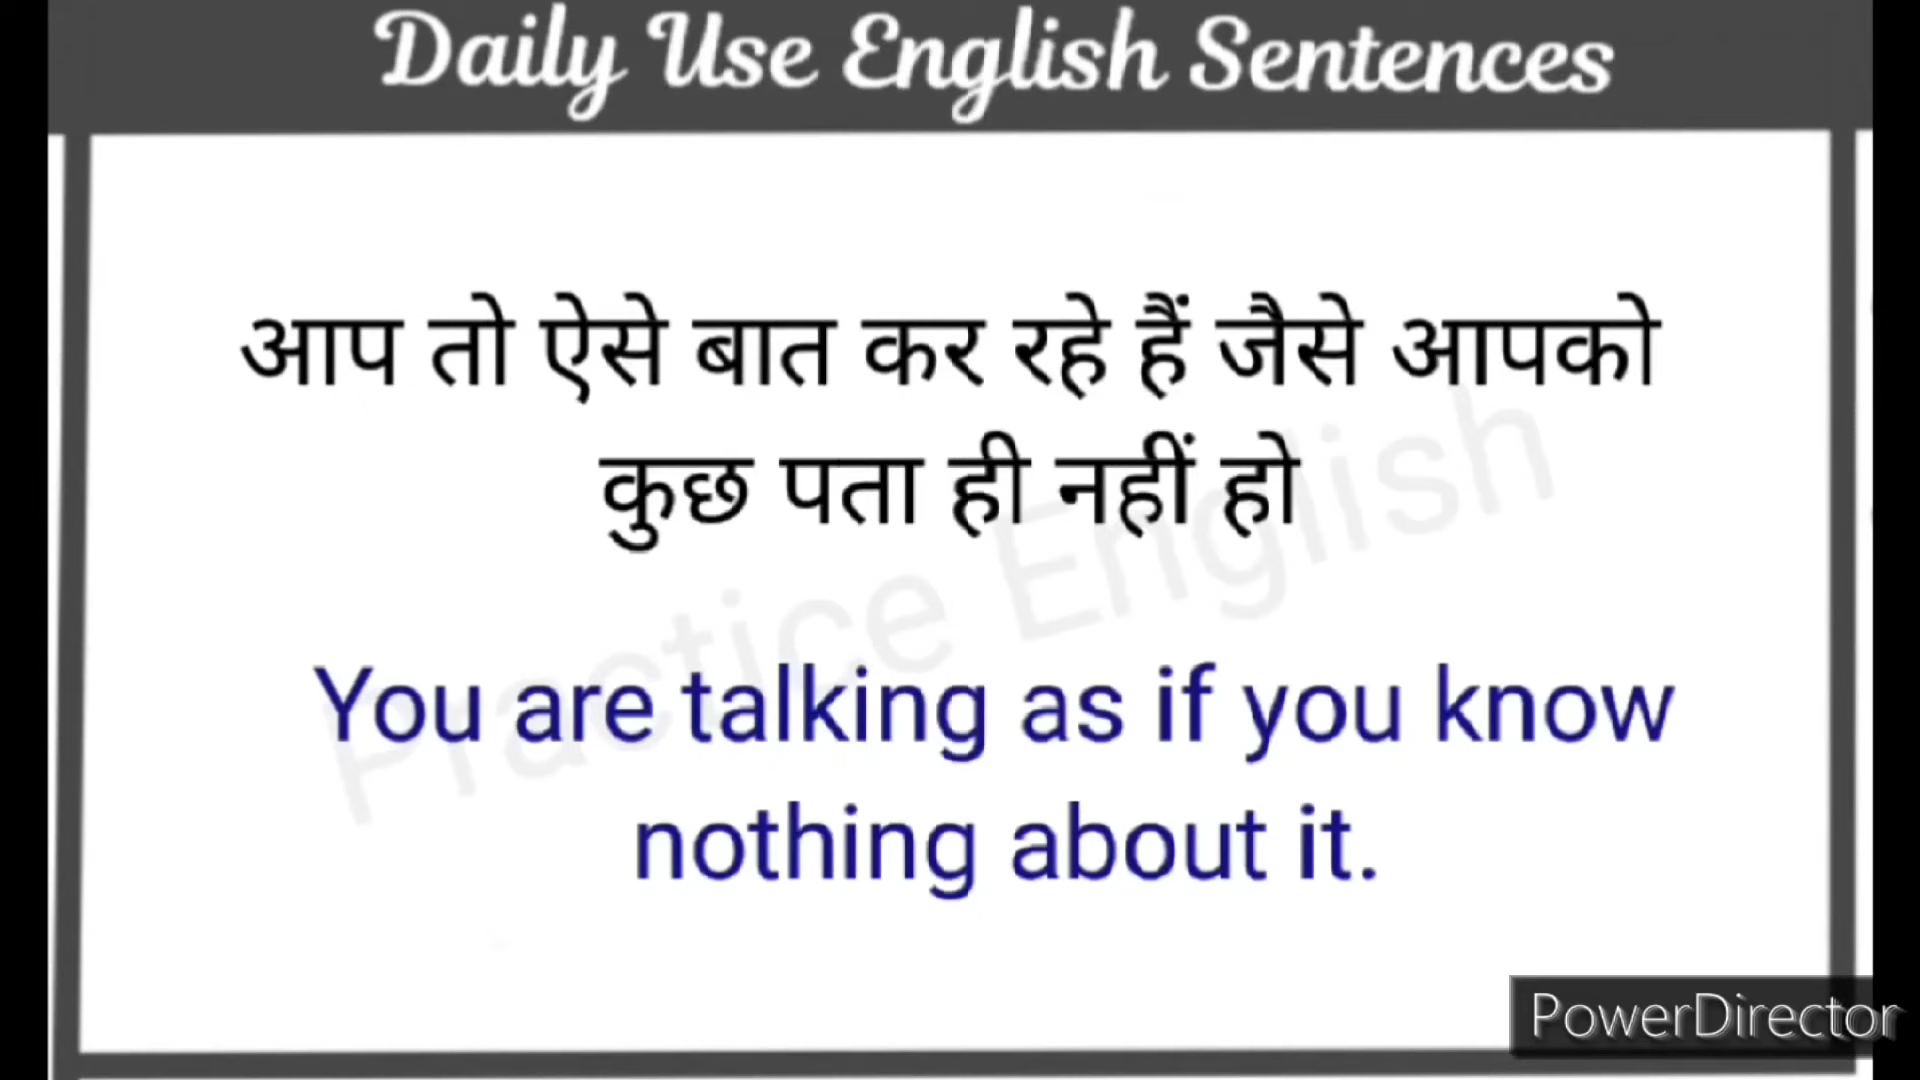 Daily Use English Sentences
आप तो ऐसे बात कर रहे हैं जैसे आपको
कुछ पता ही नहीं हो
Practice English
You are talking as if you know
nothing about it.
PowerDirector